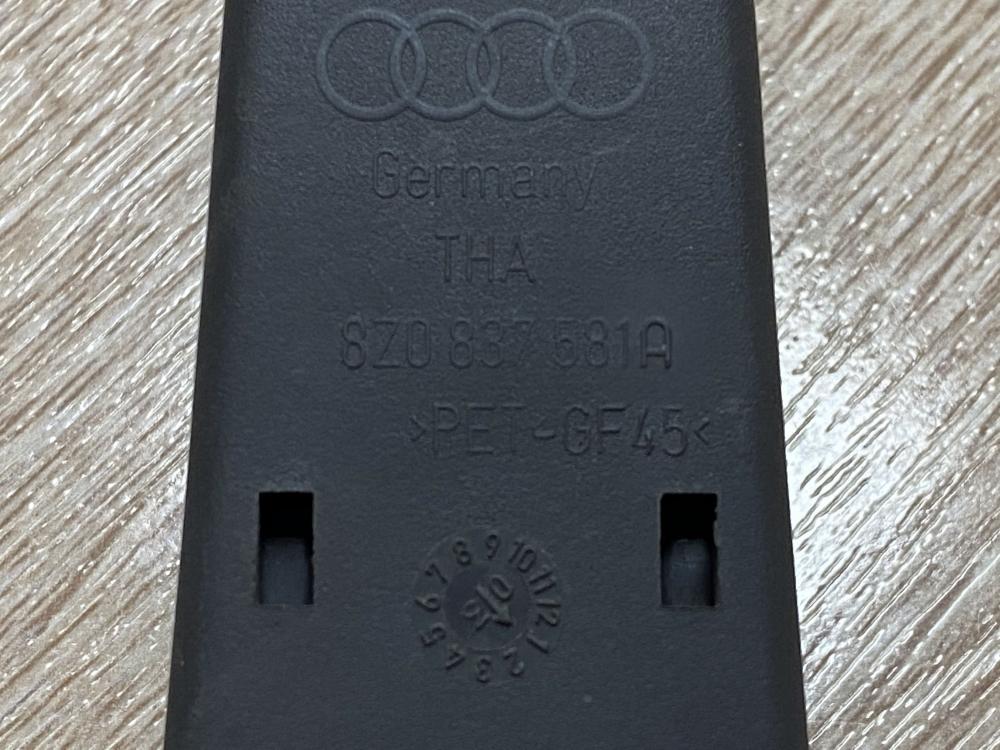 Germany
THA
8Z0 837 581A
>PET-GF45<
1 2 3 4 5 6 7 8 9 10 11 12